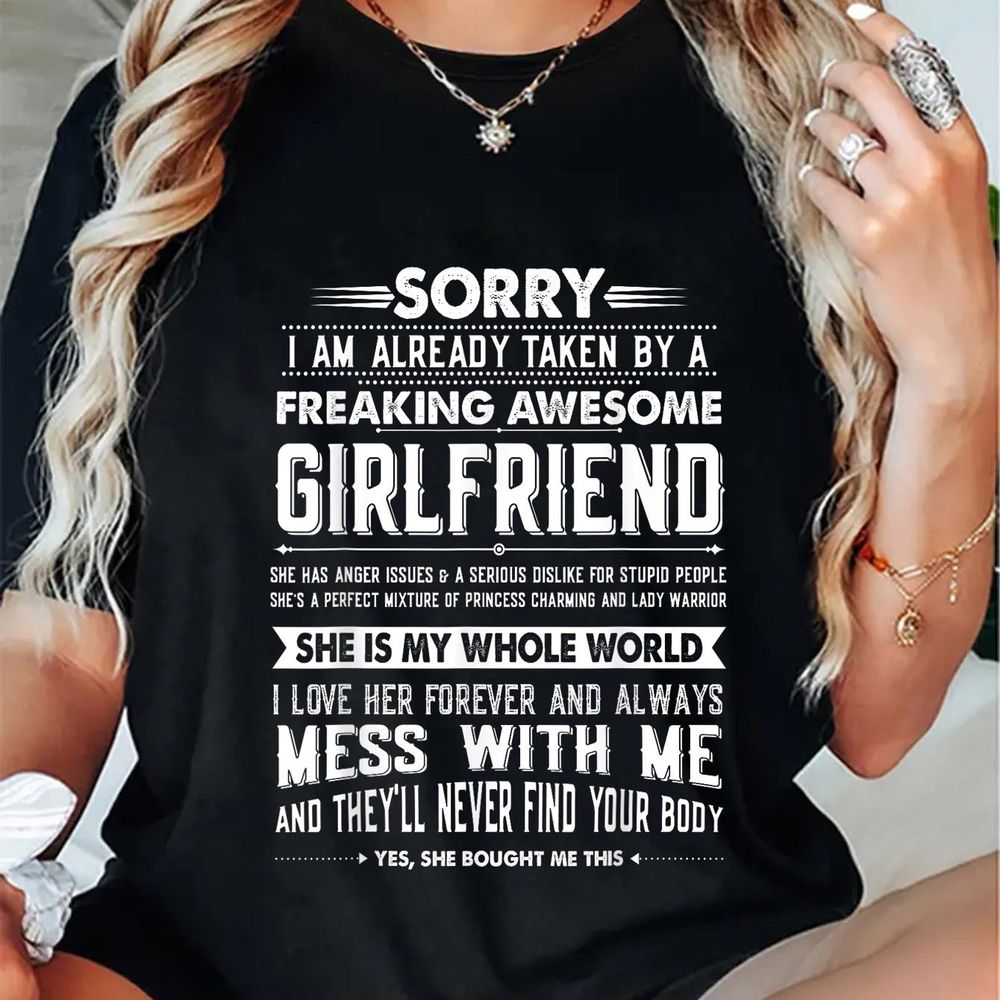 SORRY
I AM ALREADY TAKEN BY A
FREAKING AWESOME
GIRLFRIEND
SHE HAS ANGER ISSUES & A SERIOUS DISLIKE FOR STUPID PEOPLE
SHE'S A PERFECT MIXTURE OF PRINCESS CHARMING AND LADY WARRIOR
SHE IS MY WHOLE WORLD
I LOVE HER FOREVER AND ALWAYS
MESS WITH ME
AND THEY'LL NEVER FIND YOUR BODY
YES, SHE BOUGHT ME THIS